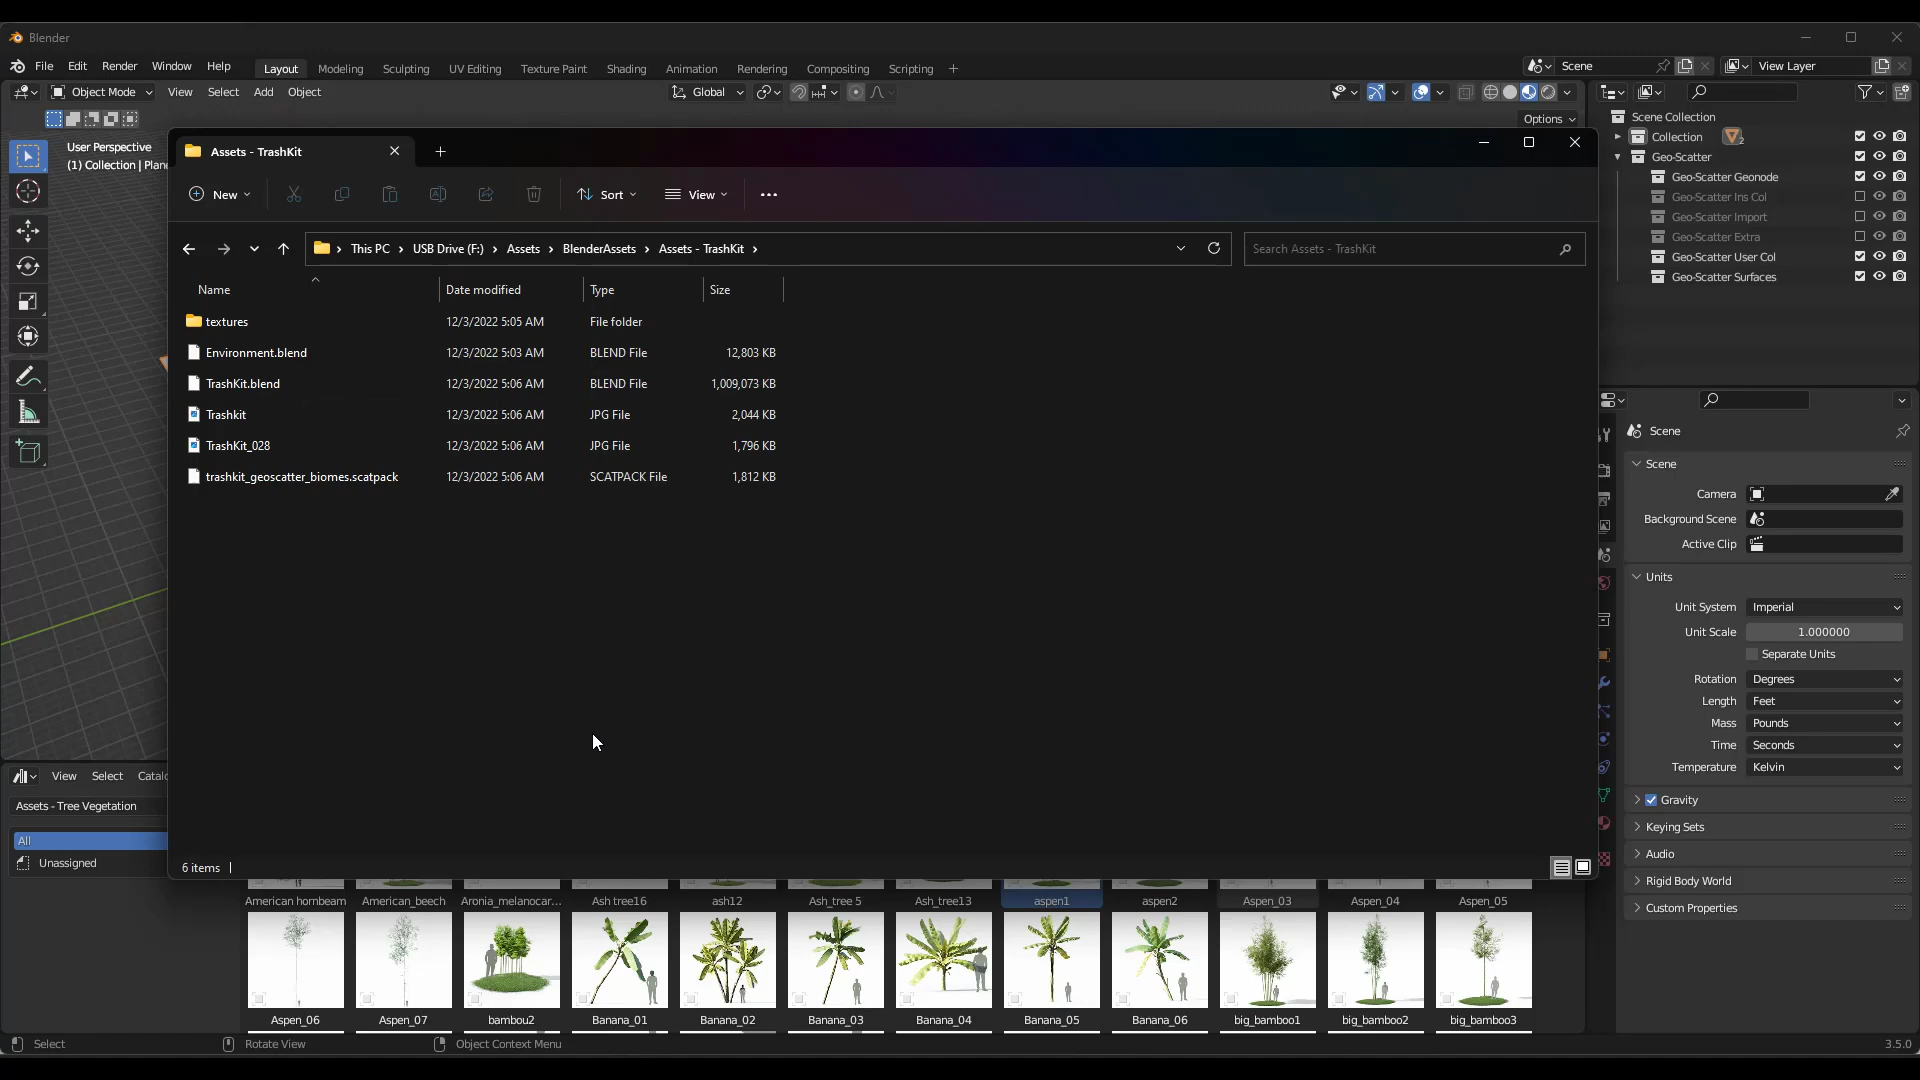 Blender
File Edit Render Window Help Layout Modeling Sculpting UV Editing Texture Paint Shading Animation Rendering Compositing Scripting + Scene View Layer
Object Mode View Select Add Object Global
Options
User Perspective
(1) Collection | Plan
Assets - TrashKit
New Sort View
This PC > USB Drive (F:) > Assets > BlenderAssets > Assets - TrashKit >
Search Assets - TrashKit
Name Date modified Type Size
textures 12/3/2022 5:05 AM File folder
Environment.blend 12/3/2022 5:03 AM BLEND File 12,803 KB
TrashKit.blend 12/3/2022 5:06 AM BLEND File 1,009,073 KB
Trashkit 12/3/2022 5:06 AM JPG File 2,044 KB
TrashKit_028 12/3/2022 5:06 AM JPG File 1,796 KB
trashkit_geoscatter_biomes.scatpack 12/3/2022 5:06 AM SCATPACK File 1,812 KB
6 items
Scene Collection
Collection 2
Geo-Scatter
Geo-Scatter Geonode
Geo-Scatter Ins Col
Geo-Scatter Import
Geo-Scatter Extra
Geo-Scatter User Col
Geo-Scatter Surfaces
Scene
Scene
Camera
Background Scene
Active Clip
Units
Unit System Imperial
Unit Scale 1.000000
Separate Units
Rotation Degrees
Length Feet
Mass Pounds
Time Seconds
Temperature Kelvin
Gravity
Keying Sets
Audio
Rigid Body World
Custom Properties
View Select Catalo
Assets - Tree Vegetation
All
Unassigned
American hornbeam American_beech Aronia_melanocar... Ash tree16 ash12 Ash_tree 5 Ash_tree13 aspen1 aspen2 Aspen_03 Aspen_04 Aspen_05
Aspen_06 Aspen_07 bambou2 Banana_01 Banana_02 Banana_03 Banana_04 Banana_05 Banana_06 big_bamboo1 big_bamboo2 big_bamboo3
Select Rotate View Object Context Menu 3.5.0